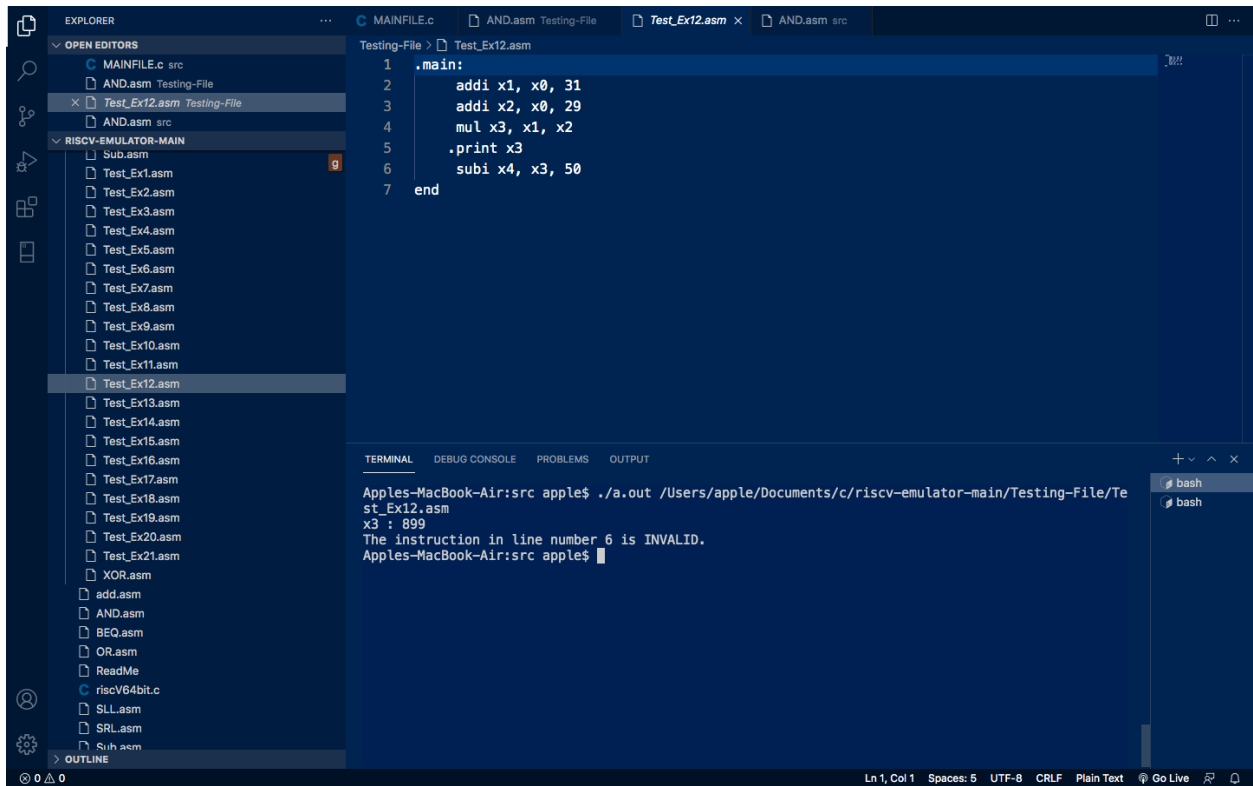 EXPLORER ···
OPEN EDITORS
C MAINFILE.c src
AND.asm Testing-File
× Test_Ex12.asm Testing-File
AND.asm src
RISCV-EMULATOR-MAIN
Sub.asm
g
Test_Ex1.asm
Test_Ex2.asm
Test_Ex3.asm
Test_Ex4.asm
Test_Ex5.asm
Test_Ex6.asm
Test_Ex7.asm
Test_Ex8.asm
Test_Ex9.asm
Test_Ex10.asm
Test_Ex11.asm
Test_Ex12.asm
Test_Ex13.asm
Test_Ex14.asm
Test_Ex15.asm
Test_Ex16.asm
Test_Ex17.asm
Test_Ex18.asm
Test_Ex19.asm
Test_Ex20.asm
Test_Ex21.asm
XOR.asm
add.asm
AND.asm
BEQ.asm
OR.asm
ReadMe
C riscV64bit.c
SLL.asm
SRL.asm
Sub.asm
OUTLINE
C MAINFILE.c AND.asm Testing-File Test_Ex12.asm × AND.asm src ···
Testing-File > Test_Ex12.asm
1 .main:
2 addi x1, x0, 31
3 addi x2, x0, 29
4 mul x3, x1, x2
5 .print x3
6 subi x4, x3, 50
7 end
TERMINAL DEBUG CONSOLE PROBLEMS OUTPUT
Apples-MacBook-Air:src apple$ ./a.out /Users/apple/Documents/c/riscv-emulator-main/Testing-File/Te
st_Ex12.asm
x3 : 899
The instruction in line number 6 is INVALID.
Apples-MacBook-Air:src apple$
bash
bash
0 0 Ln 1, Col 1 Spaces: 5 UTF-8 CRLF Plain Text Go Live